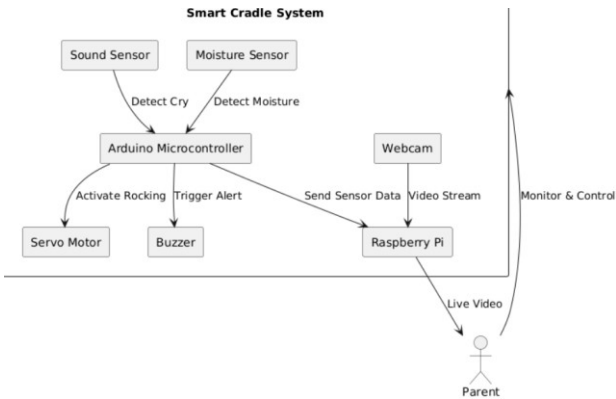 Smart Cradle System
Sound Sensor
Moisture Sensor
Detect Cry
Detect Moisture
Arduino Microcontroller
Webcam
Activate Rocking
Trigger Alert
Send Sensor Data
Video Stream
Monitor & Control
Servo Motor
Buzzer
Raspberry Pi
Live Video
Parent